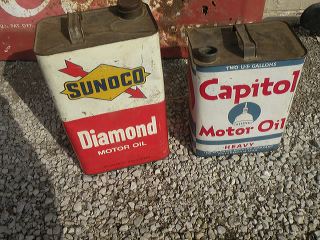 SUNOCO
Diamond
MOTOR OIL
TWO U.S. GALLONS
Capitol
Motor Oil
HEAVY